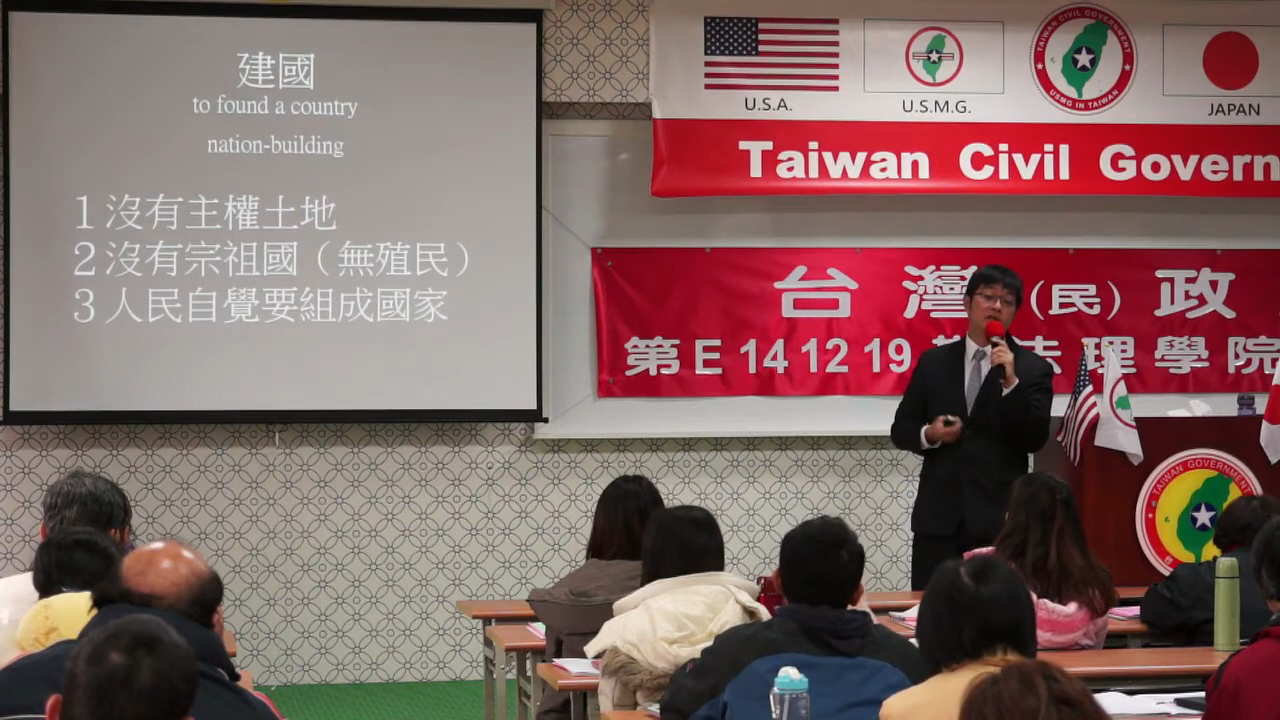 建國
to found a country
nation-building
1 沒有主權土地
2 沒有宗祖國（無殖民）
3 人民自覺要組成國家
U.S.A.
U.S.M.G.
TAIWAN CIVIL GOVERNMENT
USMG IN TAIWAN
JAPAN
Taiwan Civil Govern
台灣（民）政
第 E 14 12 19 法理學院
TAIWAN GOVERNMENT